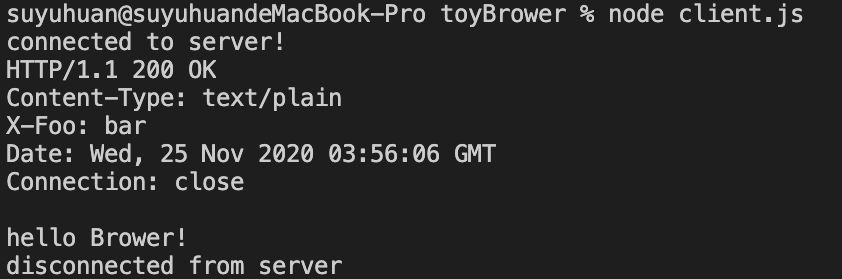 suyuhuan@suyuhuandeMacBook-Pro toyBrower % node client.js
connected to server!
HTTP/1.1 200 OK
Content-Type: text/plain
X-Foo: bar
Date: Wed, 25 Nov 2020 03:56:06 GMT
Connection: close
hello Brower!
disconnected from server